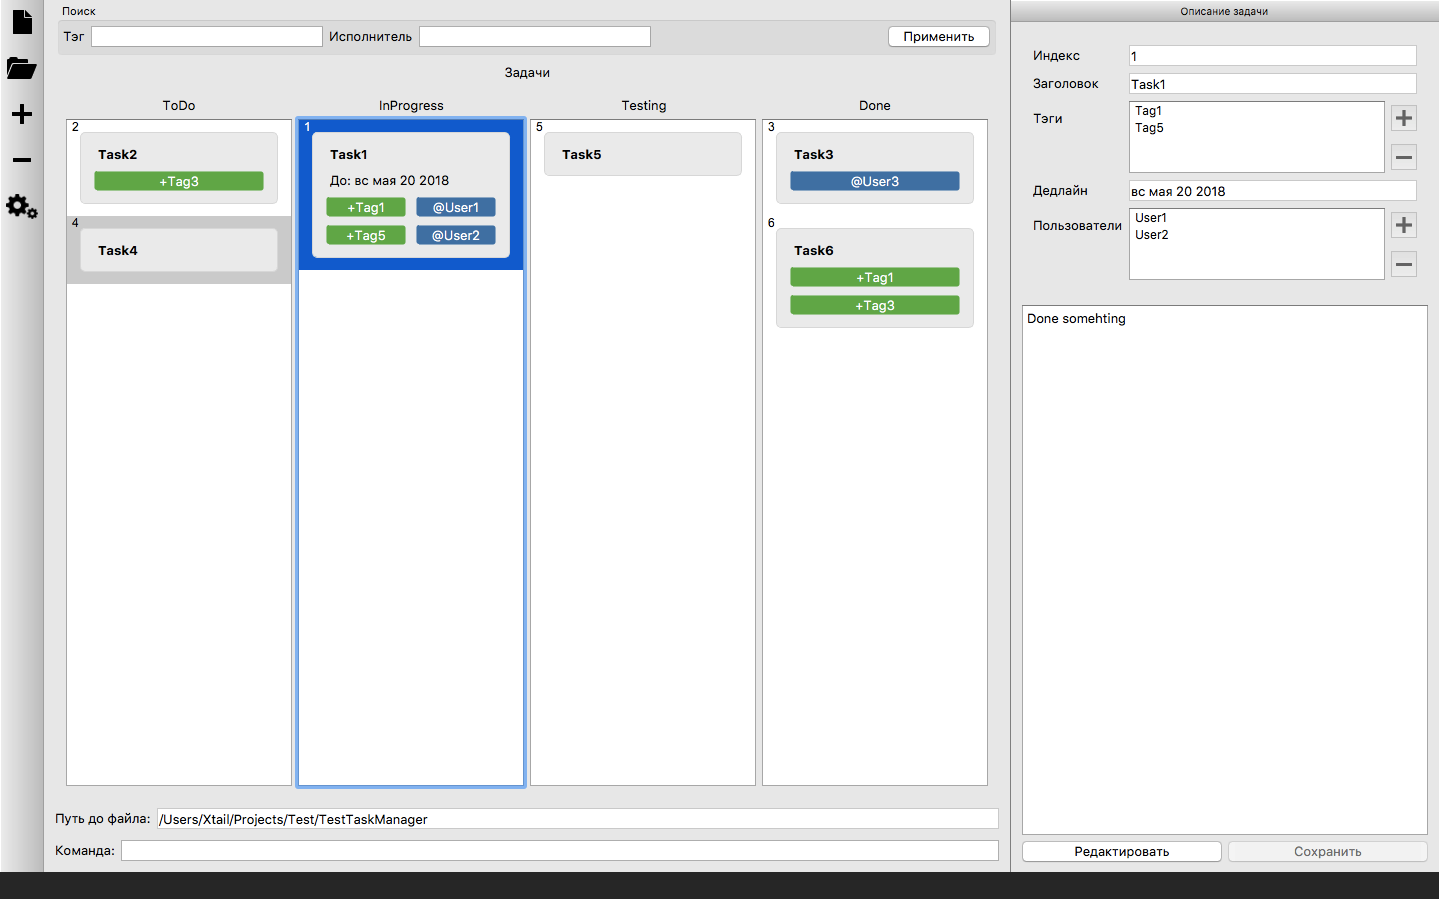 Поиск
Тэг Исполнитель Применить
Задачи
ToDo
2
Task2
+Tag3
4
Task4
InProgress
1
Task1
До: вс мая 20 2018
+Tag1 @User1
+Tag5 @User2
Testing
5
Task5
Done
3
Task3
@User3
6
Task6
+Tag1
+Tag3
Путь до файла: /Users/Xtail/Projects/Test/TestTaskManager
Команда:
Описание задачи
Индекс 1
Заголовок Task1
Тэги
Tag1
Tag5
Дедлайн вс мая 20 2018
Пользователи
User1
User2
Done somehting
Редактировать Сохранить